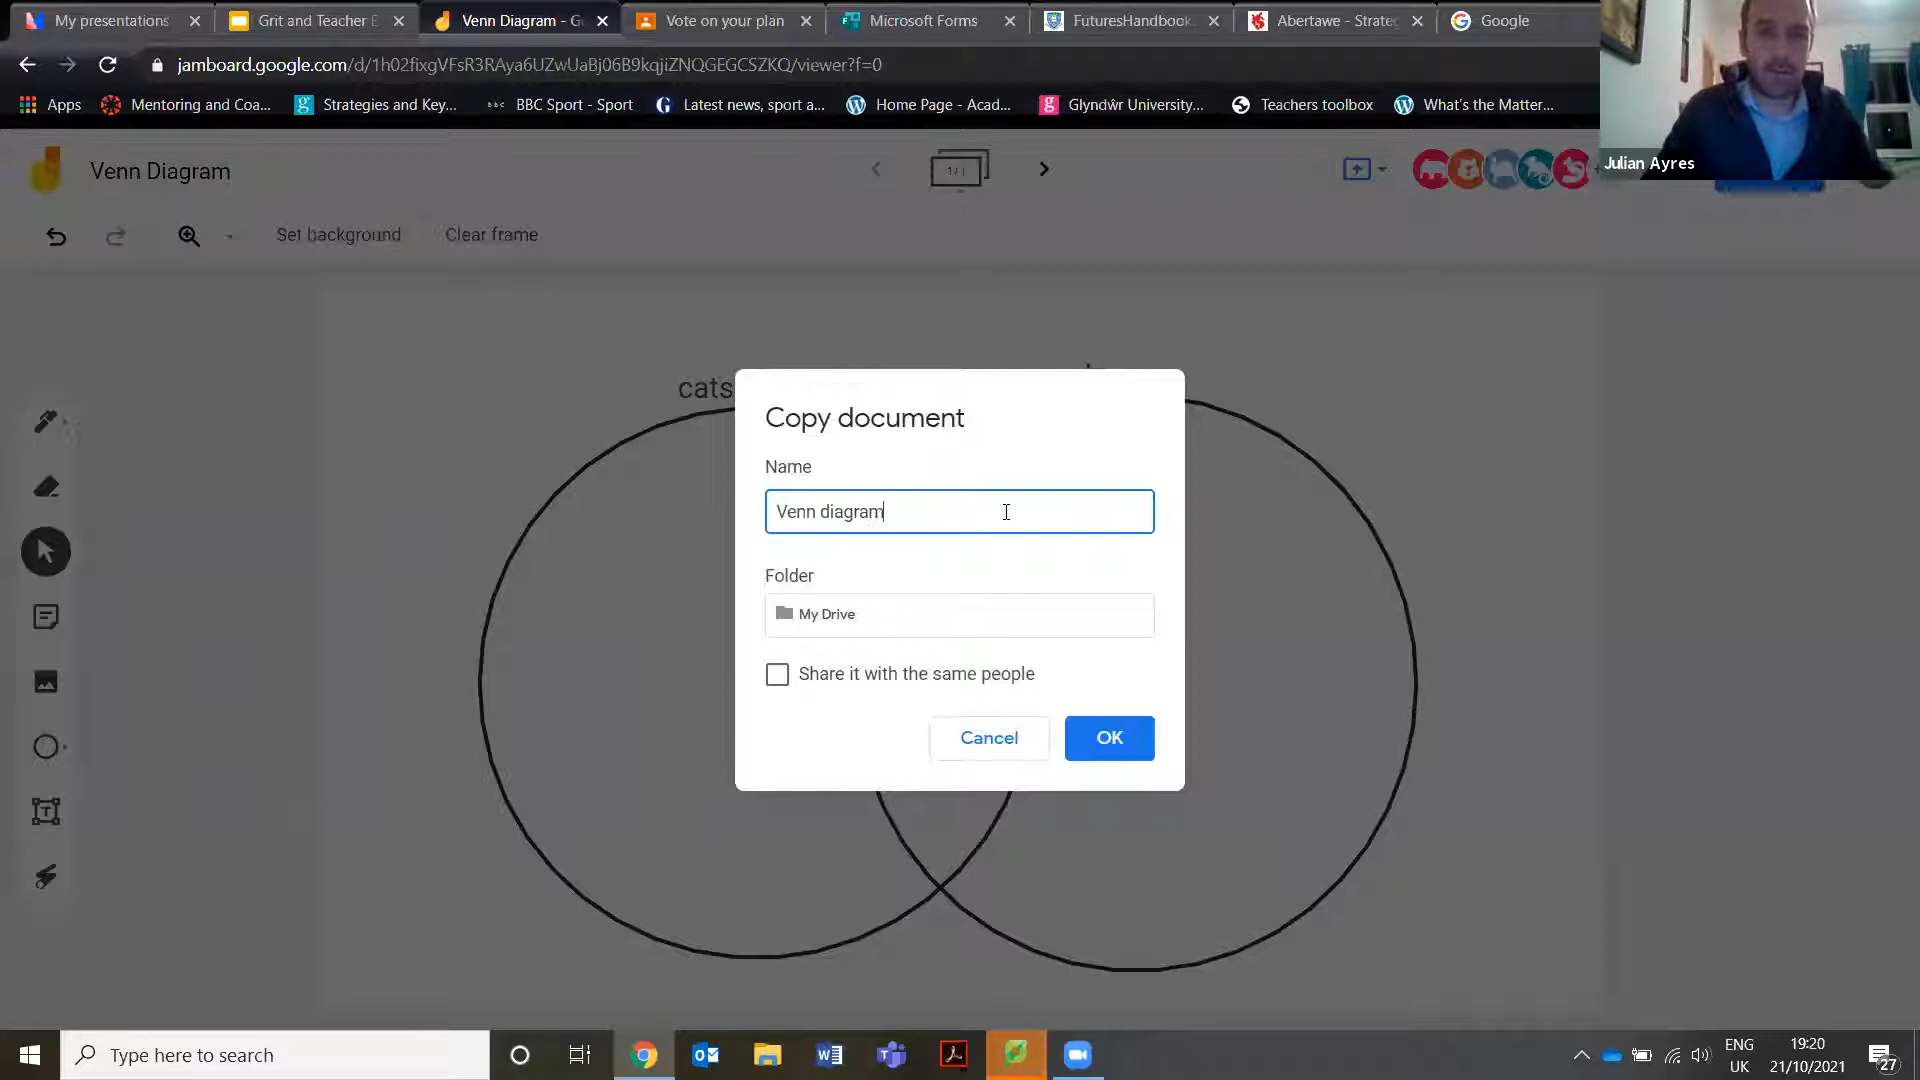 My presentations
Grit and Teacher E
Venn Diagram - G
Vote on your plan
Microsoft Forms
FuturesHandbook
Abertawe - Strate
Google
jamboard.google.com/d/1h02fixgVFsR3RAya6UZwUaBj06B9kqjiZNQGEGCSZKQ/viewer?f=0
Apps
Mentoring and Coa...
Strategies and Key...
BBC Sport - Sport
Latest news, sport a...
Home Page - Acad...
Glyndŵr University...
Teachers toolbox
What's the Matter...
Julian Ayres
Venn Diagram
1/1
Set background
Clear frame
cats
Copy document
Name
Venn diagram
Folder
My Drive
Share it with the same people
Cancel
OK
Type here to search
ENG
UK
19:20
21/10/2021
27